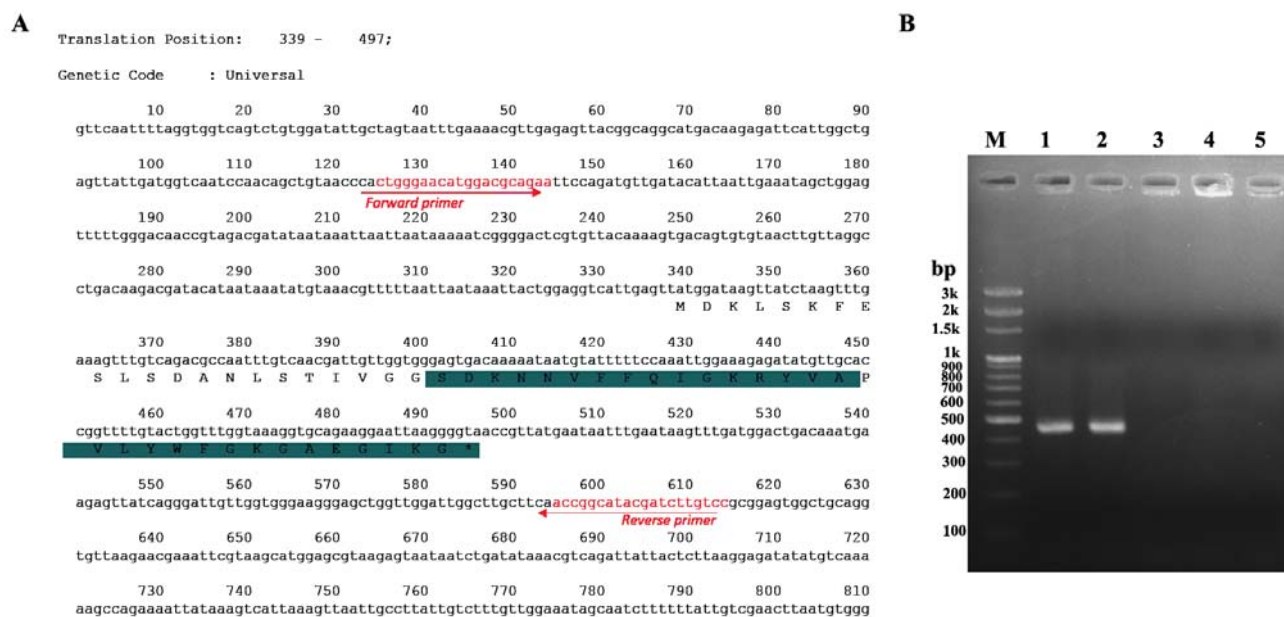 A
Translation Position: 339 - 497;
Genetic Code : Universal
10 20 30 40 50 60 70 80 90
gttcaattttaggtggtcagtctgtggatattgctagtaatttgaaaacgttgagagttacggcaggcatgacaagagattcattggctg
100 110 120 130 140 150 160 170 180
agttattgatggtcaatccaacagctgtaacccactgggaacatggacgcagaattccagatgttgatacattaattgaaatagctggag
Forward primer
190 200 210 220 230 240 250 260 270
tttttgggacaaccgtagacgatataataaattaattaataaaaatcggggactcgtgttacaaaagtgacagtgtgtaacttgttaggc
280 290 300 310 320 330 340 350 360
ctgacaagacgatacataataaatatgtaaacgtttttaattaataaattactggaggtcattgagttatggataagttatctaagtttg
M D K L S K F E
370 380 390 400 410 420 430 440 450
aaagtttgtcagacgccaatttgtcaacgattgttggtgggagtgacaaaaataatgtatttttccaaattggaaagagatatgttgcac
S L S D A N L S T I V G G S D K N N V F F Q I G K R Y V A P
460 470 480 490 500 510 520 530 540
cggttttgtactggtttggtaaaggtgcagaaggaattaaggggtaaccgttatgaataatttgaataagtttgatggactgacaaatga
V L Y W F G K G A E G I K G *
550 560 570 580 590 600 610 620 630
agagttatcagggattgttggtgggaagggagctggttggattggcttgcttcaaccggcatacgatcttgtccgcggagtggctgcagg
Reverse primer
640 650 660 670 680 690 700 710 720
tgttaagaacgaaattcgtaagcatggagcgtaagagtaataatctgatataaacgtcagattattactcttaaggagatatatgtcaaa
730 740 750 760 770 780 790 800 810
aagccagaaaattataaagtcattaaagttaattgccttattgtctttgttggaaatagcaatcttttttattgtcgaacttaatgtggg
B
M 1 2 3 4 5
bp
3k
2k
1.5k
1k
900
800
700
600
500
400
300
200
100